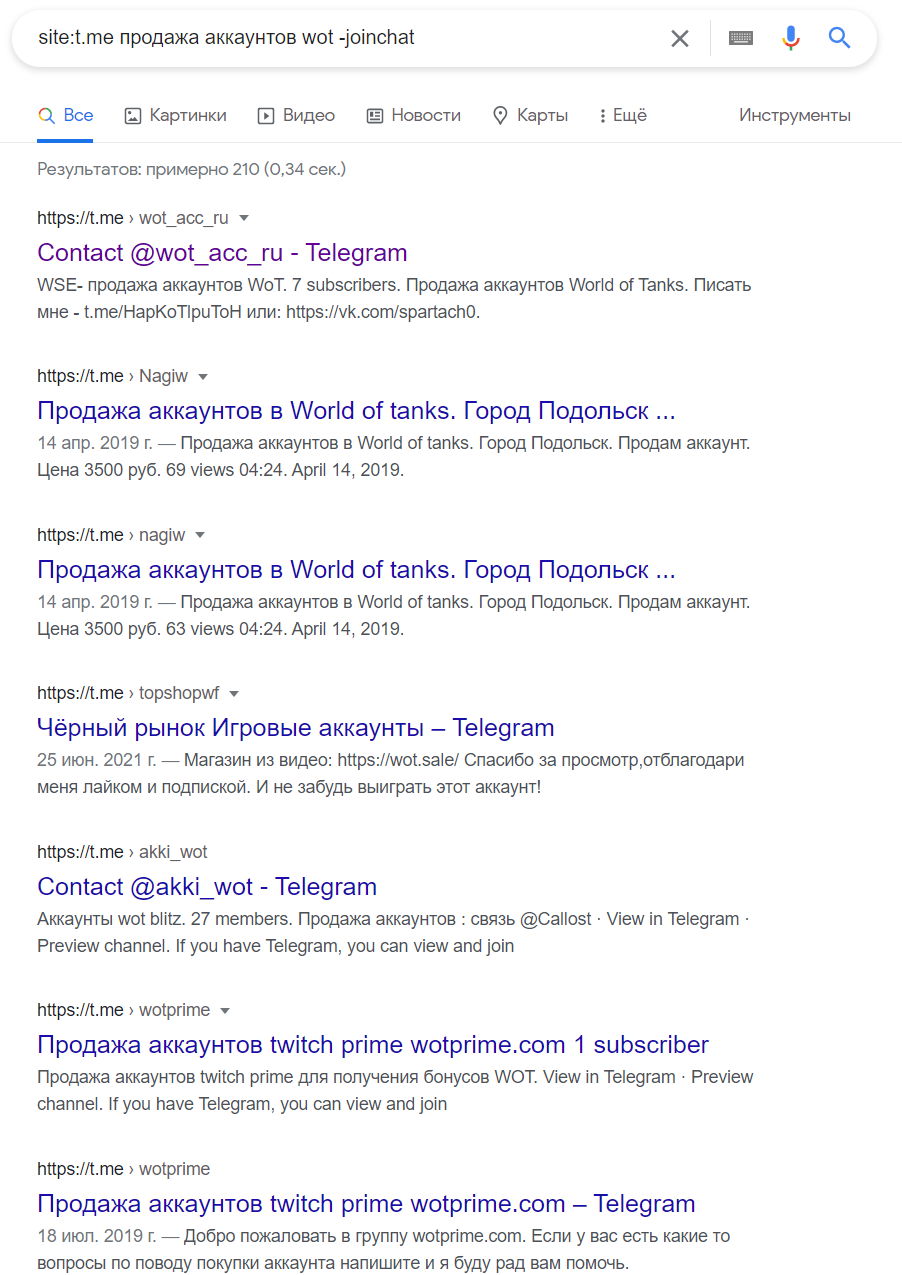 site:t.me продажа аккаунтов wot -joinchat
Все Картинки Видео Новости Карты Ещё Инструменты
Результатов: примерно 210 (0,34 сек.)
https://t.me › wot_acc_ru
Contact @wot_acc_ru - Telegram
WSE- продажа аккаунтов WoT. 7 subscribers. Продажа аккаунтов World of Tanks. Писать
мне - t.me/HapKoTlpuToH или: https://vk.com/spartach0.
https://t.me › Nagiw
Продажа аккаунтов в World of tanks. Город Подольск ...
14 апр. 2019 г. — Продажа аккаунтов в World of tanks. Город Подольск. Продам аккаунт.
Цена 3500 руб. 69 views 04:24. April 14, 2019.
https://t.me › nagiw
Продажа аккаунтов в World of tanks. Город Подольск ...
14 апр. 2019 г. — Продажа аккаунтов в World of tanks. Город Подольск. Продам аккаунт.
Цена 3500 руб. 63 views 04:24. April 14, 2019.
https://t.me › topshopwf
Чёрный рынок Игровые аккаунты – Telegram
25 июн. 2021 г. — Магазин из видео: https://wot.sale/ Спасибо за просмотр,отблагодари
меня лайком и подпиской. И не забудь выиграть этот аккаунт!
https://t.me › akki_wot
Contact @akki_wot - Telegram
Аккаунты wot blitz. 27 members. Продажа аккаунтов : связь @Callost · View in Telegram ·
Preview channel. If you have Telegram, you can view and join
https://t.me › wotprime
Продажа аккаунтов twitch prime wotprime.com 1 subscriber
Продажа аккаунтов twitch prime для получения бонусов WOT. View in Telegram · Preview
channel. If you have Telegram, you can view and join
https://t.me › wotprime
Продажа аккаунтов twitch prime wotprime.com – Telegram
18 июл. 2019 г. — Добро пожаловать в группу wotprime.com. Если у вас есть какие то
вопросы по поводу покупки аккаунта напишите и я буду рад вам помочь.